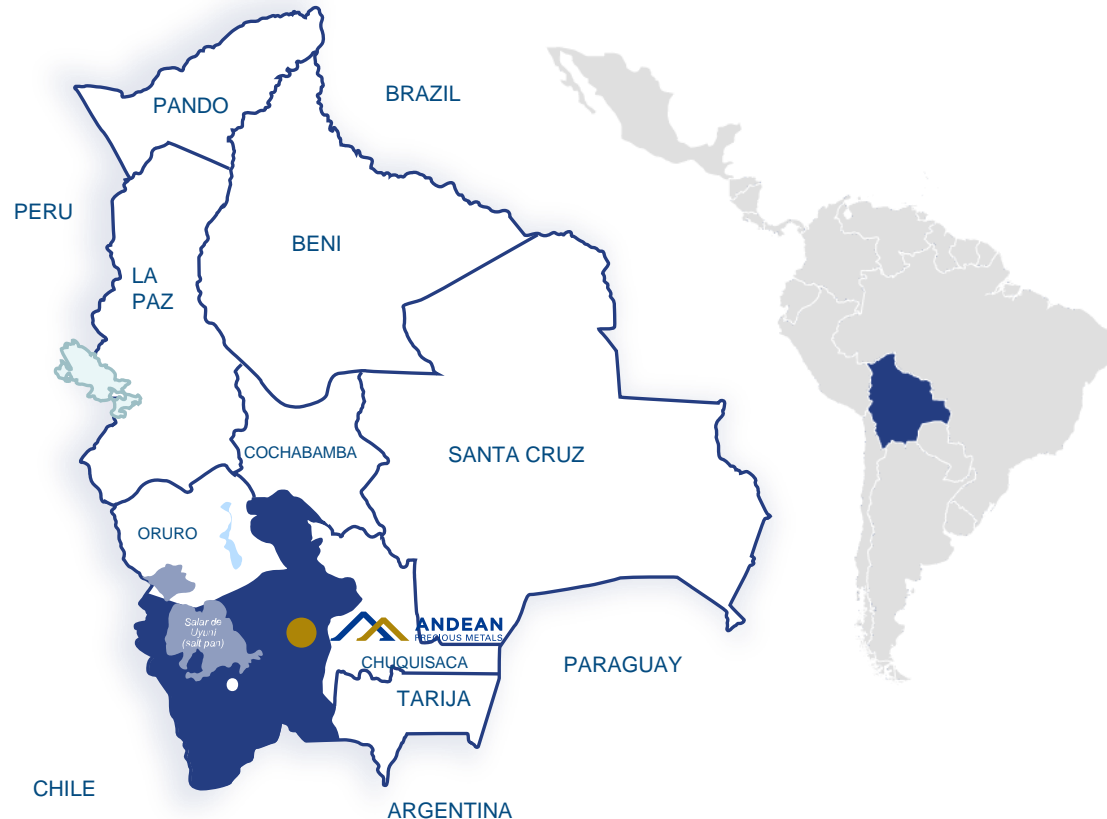 BRAZIL
PANDO
PERU
BENI
LA
PAZ
COCHABAMBA
SANTA CRUZ
ORURO
Salar de
Uyuni
(salt pan)
ANDEAN
PRECIOUS METALS
CHUQUISACA
PARAGUAY
TARIJA
CHILE
ARGENTINA